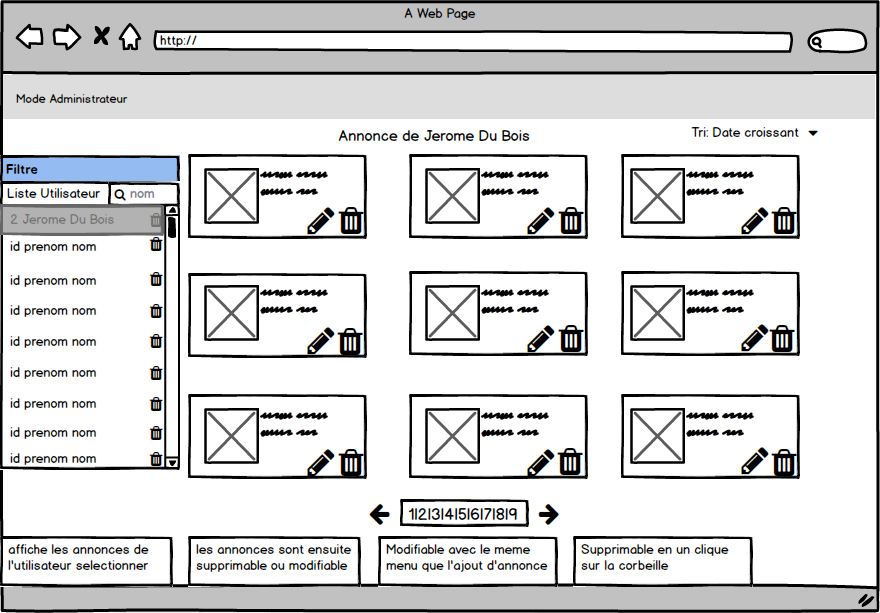 A Web Page
http://
Mode Administrateur
Annonce de Jerome Du Bois
Tri: Date croissant
Filtre
Liste Utilisateur
nom
2 Jerome Du Bois
id prenom nom
id prenom nom
id prenom nom
id prenom nom
id prenom nom
id prenom nom
id prenom nom
id prenom nom
1|2|3|4|5|6|7|8|9
affiche les annonces de
l'utilisateur selectionner
les annonces sont ensuite
supprimable ou modifiable
Modifiable avec le meme
menu que l'ajout d'annonce
Supprimable en un clique
sur la corbeille